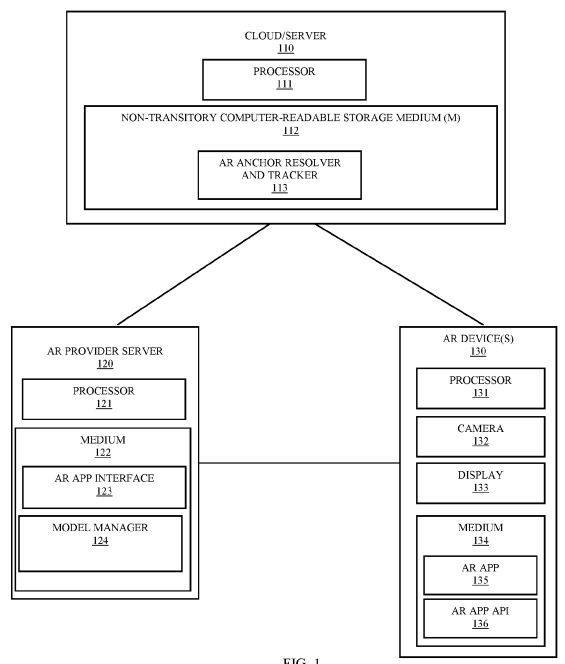 CLOUD/SERVER
110
PROCESSOR
111
NON-TRANSITORY COMPUTER-READABLE STORAGE MEDIUM (M)
112
AR ANCHOR RESOLVER
AND TRACKER
113
AR PROVIDER SERVER
120
PROCESSOR
121
MEDIUM
122
AR APP INTERFACE
123
MODEL MANAGER
124
AR DEVICE(S)
130
PROCESSOR
131
CAMERA
132
DISPLAY
133
MEDIUM
134
AR APP
135
AR APP API
136
FIG. 1